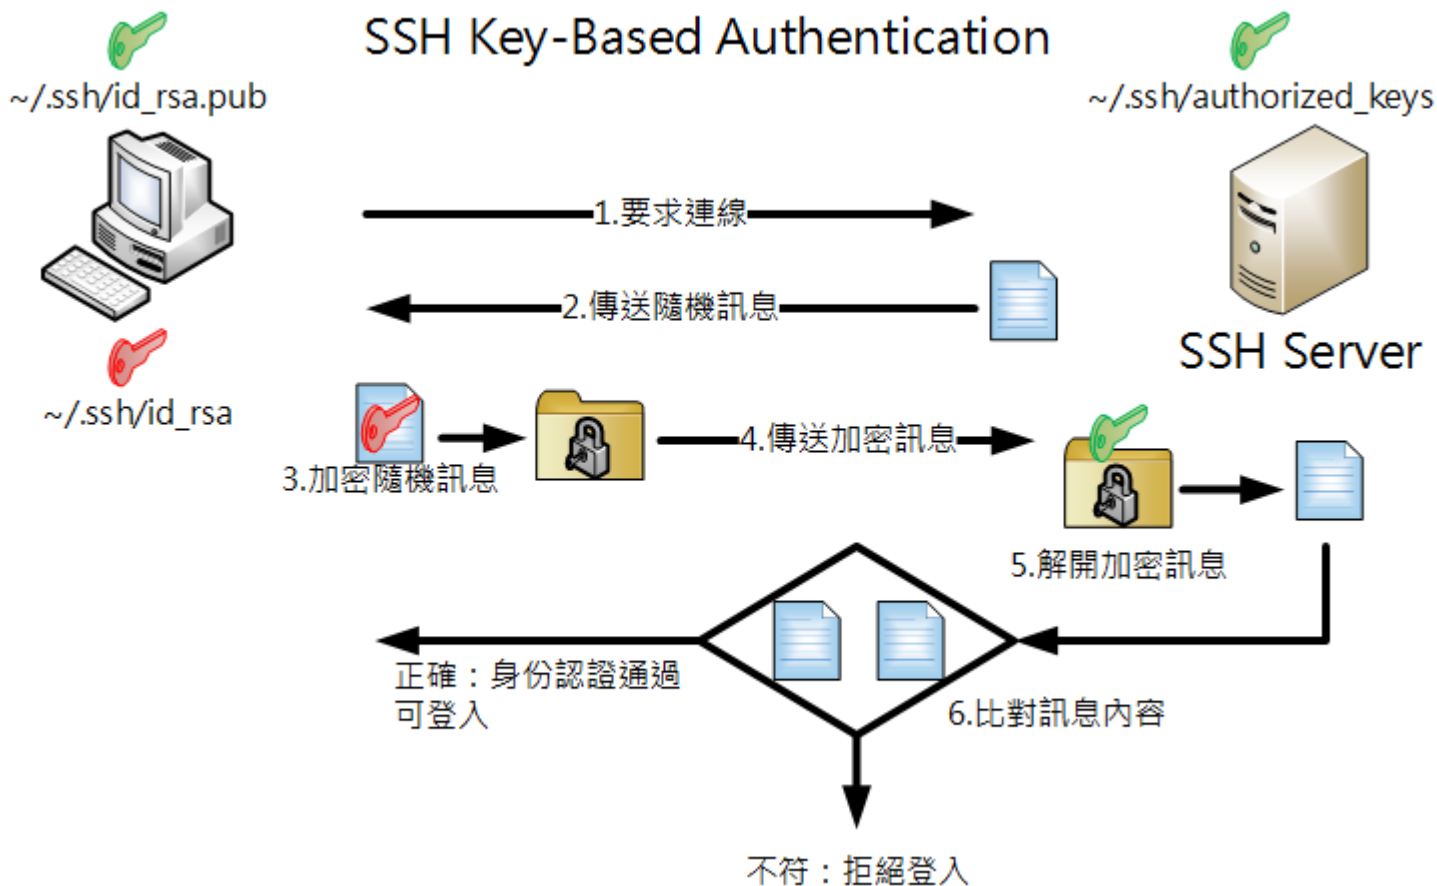 SSH Key-Based Authentication
~/.ssh/id_rsa.pub
~/.ssh/authorized_keys
1.要求連線
2.傳送隨機訊息
SSH Server
~/.ssh/id_rsa
3.加密隨機訊息
4.傳送加密訊息
5.解開加密訊息
正確：身份認證通過
可登入
6.比對訊息內容
不符：拒絕登入